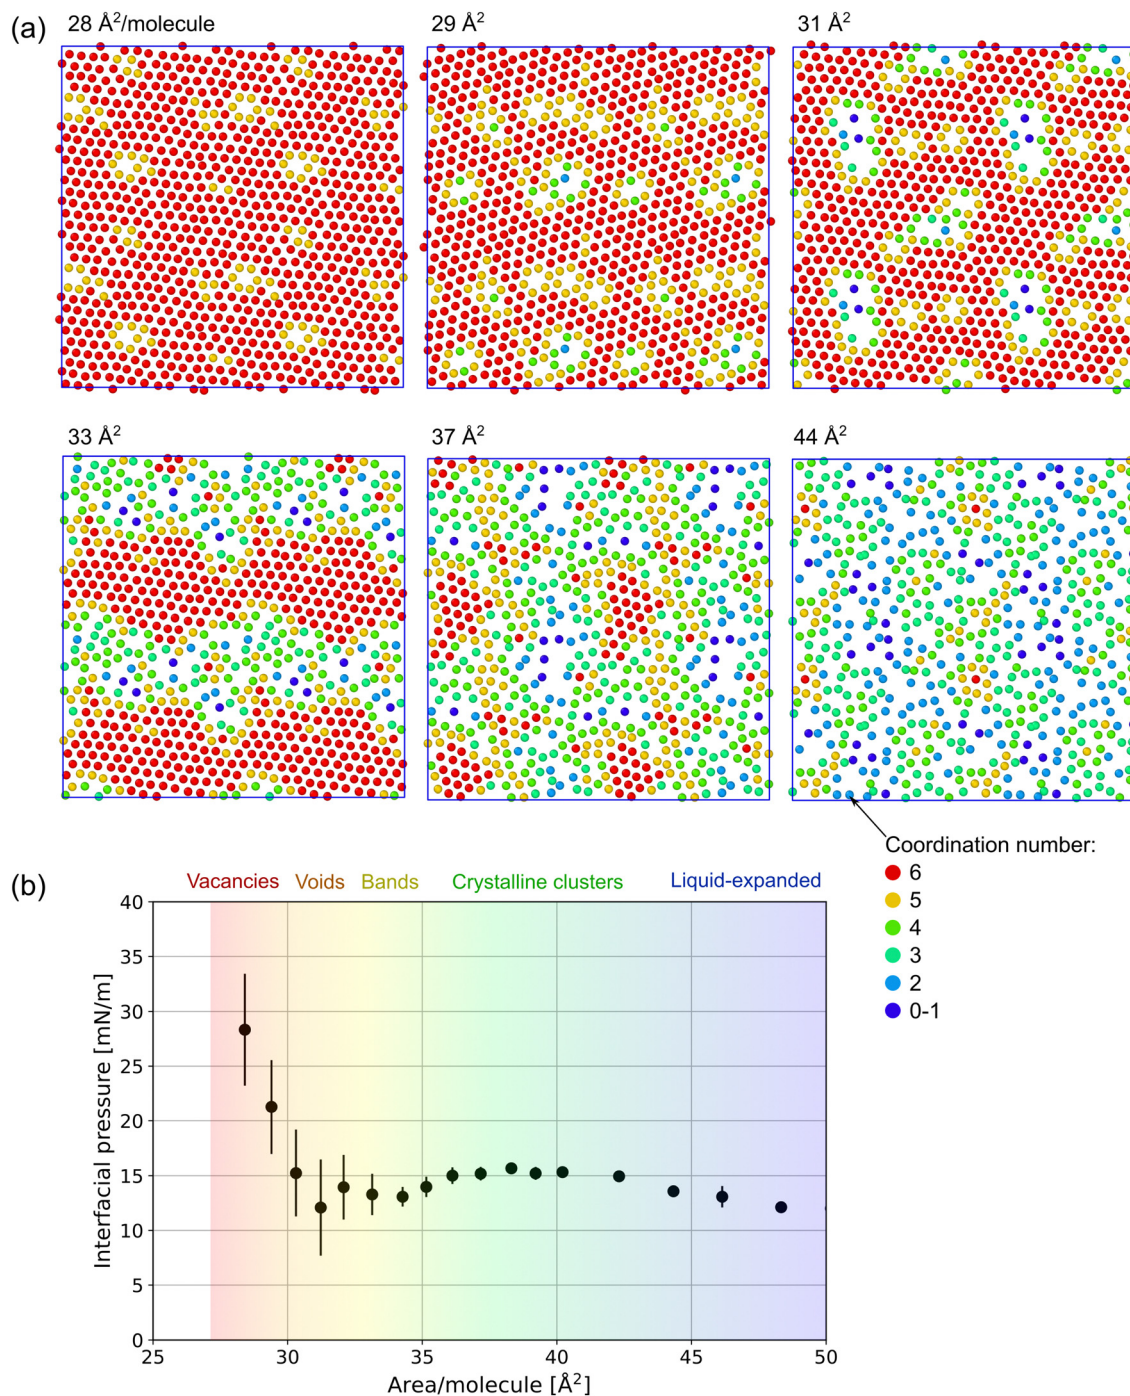 (a)
28 Å²/molecule
29 Å²
31 Å²
33 Å²
37 Å²
44 Å²
Coordination number:
6
5
4
3
2
0-1
(b)
Vacancies Voids Bands Crystalline clusters Liquid-expanded
40
35
30
25
20
15
10
5
0
Interfacial pressure [mN/m]
25 30 35 40 45 50
Area/molecule [Å²]